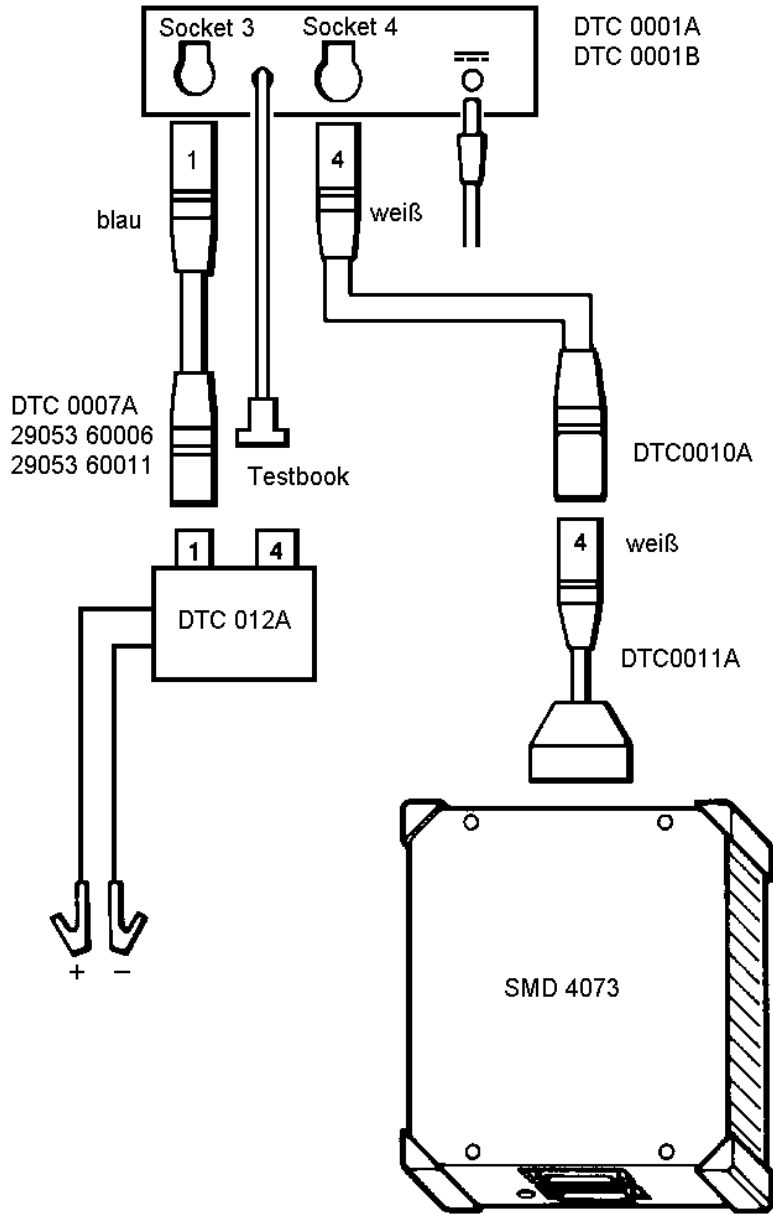 Socket 3
Socket 4
DTC 0001A
DTC 0001B
1
4
blau
weiß
DTC 0007A
29053 60006
29053 60011
Testbook
DTC0010A
1
4
4
weiß
DTC 012A
DTC0011A
+ −
SMD 4073